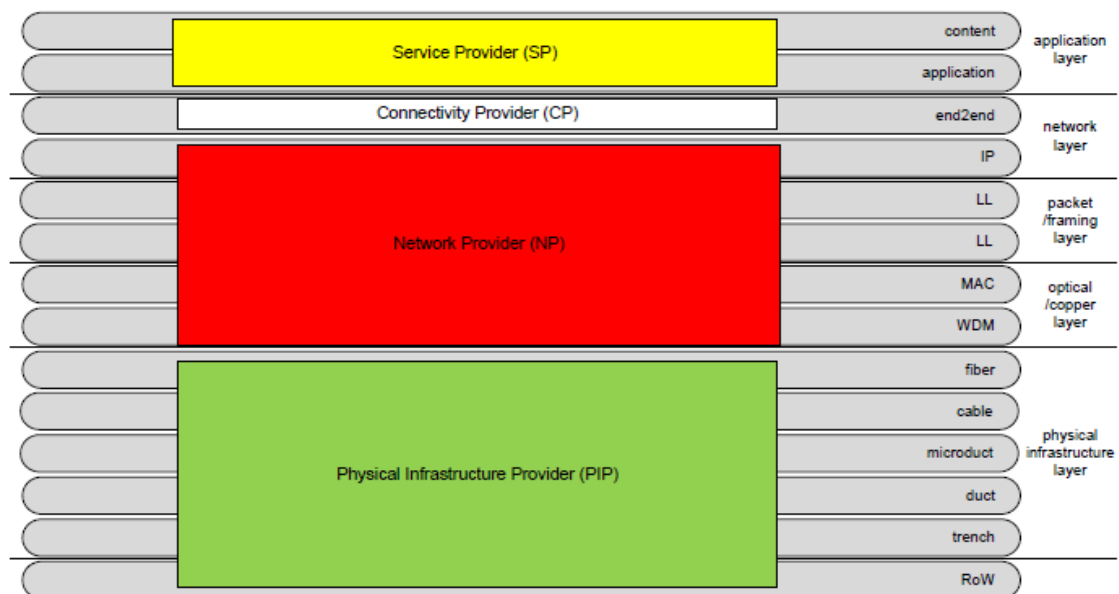 content
application
layer
Service Provider (SP)
application
Connectivity Provider (CP)
end2end
network
layer
IP
LL
packet
/framing
layer
Network Provider (NP)
LL
MAC
optical
/copper
layer
WDM
fiber
cable
physical
infrastructure
layer
microduct
Physical Infrastructure Provider (PIP)
duct
trench
RoW